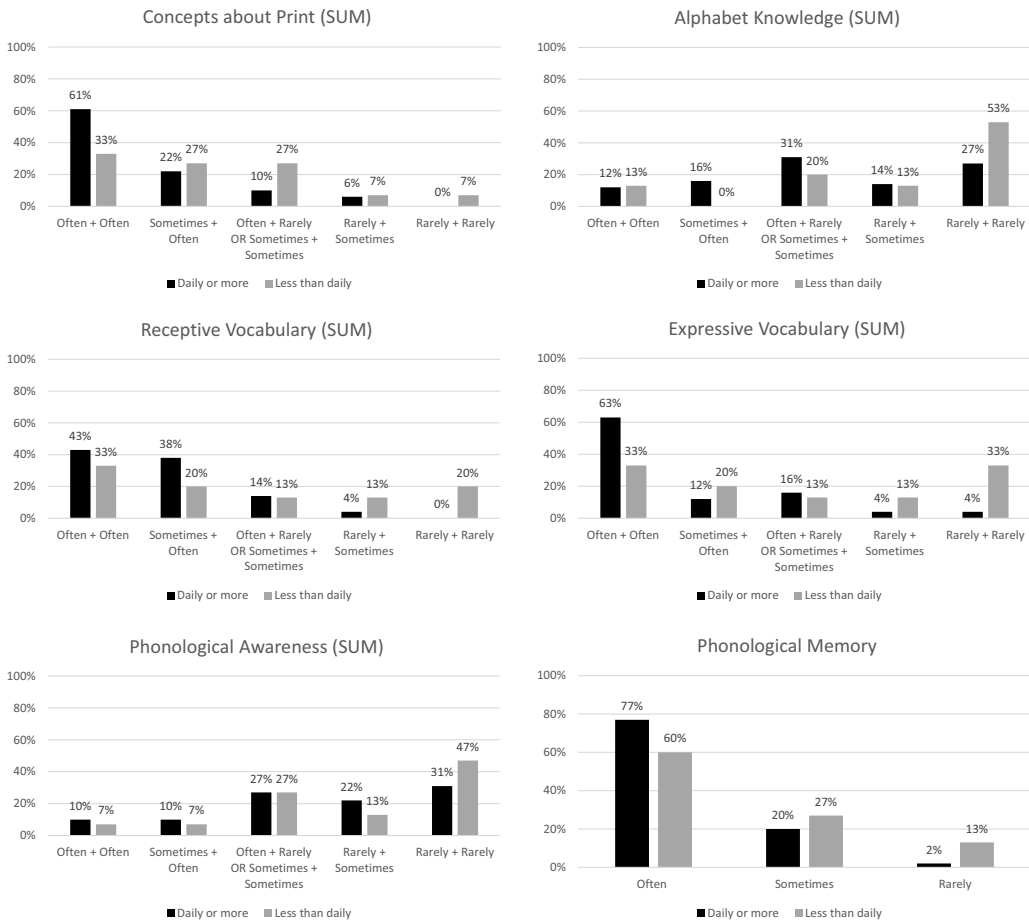 Concepts about Print (SUM)
100%
80%
60%
40%
20%
0%
61%
33%
22%
27%
10%
27%
6%
7%
0%
7%
Often + Often
Sometimes +
Often
Often + Rarely
OR Sometimes +
Sometimes
Rarely +
Sometimes
Rarely + Rarely
Daily or more
Less than daily
Alphabet Knowledge (SUM)
100%
80%
60%
40%
20%
0%
12%
13%
16%
0%
31%
20%
14%
13%
27%
53%
Often + Often
Sometimes +
Often
Often + Rarely
OR Sometimes +
Sometimes
Rarely +
Sometimes
Rarely + Rarely
Daily or more
Less than daily
Receptive Vocabulary (SUM)
100%
80%
60%
40%
20%
0%
43%
33%
38%
20%
14%
13%
4%
13%
0%
20%
Often + Often
Sometimes +
Often
Often + Rarely
OR Sometimes +
Sometimes
Rarely +
Sometimes
Rarely + Rarely
Daily or more
Less than daily
Expressive Vocabulary (SUM)
100%
80%
60%
40%
20%
0%
63%
33%
12%
20%
16%
13%
4%
13%
4%
33%
Often + Often
Sometimes +
Often
Often + Rarely
OR Sometimes +
Sometimes
Rarely +
Sometimes
Rarely + Rarely
Daily or more
Less than daily
Phonological Awareness (SUM)
100%
80%
60%
40%
20%
0%
10%
7%
10%
7%
27%
27%
22%
13%
31%
47%
Often + Often
Sometimes +
Often
Often + Rarely
OR Sometimes +
Sometimes
Rarely +
Sometimes
Rarely + Rarely
Daily or more
Less than daily
Phonological Memory
100%
80%
60%
40%
20%
0%
77%
60%
20%
27%
2%
13%
Often
Sometimes
Rarely
Daily or more
Less than daily